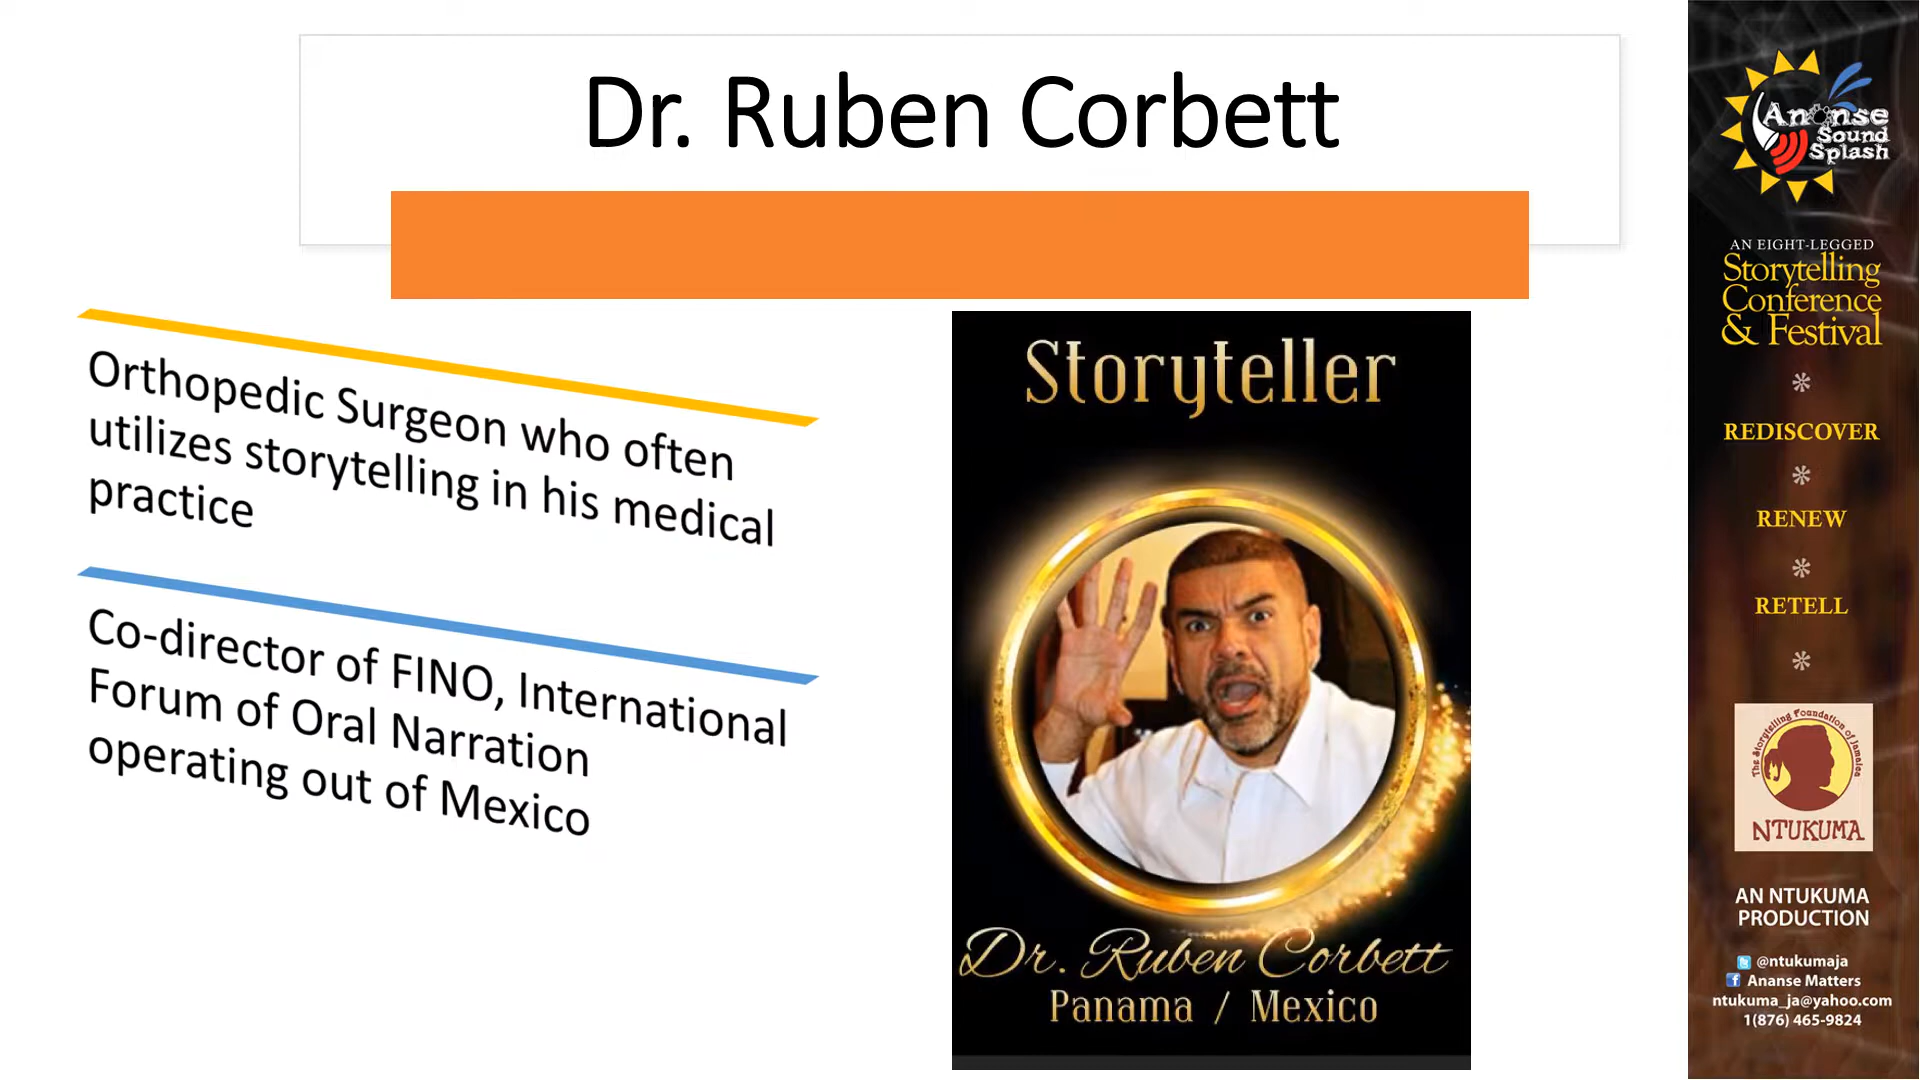 Dr. Ruben Corbett
Orthopedic Surgeon who often
utilizes storytelling in his medical
practice
Co-director of FINO, International
Forum of Oral Narration
operating out of Mexico
Storyteller
Dr. Ruben Corbett
Panama / Mexico
Ananse
Sound
Splash
AN EIGHT-LEGGED
Storytelling
Conference
& Festival
REDISCOVER
RENEW
RETELL
The Storytelling Foundation of Jamaica
NTUKUMA
AN NTUKUMA
PRODUCTION
@ntukumaja
Ananse Matters
ntukuma_ja@yahoo.com
1(876) 465-9824